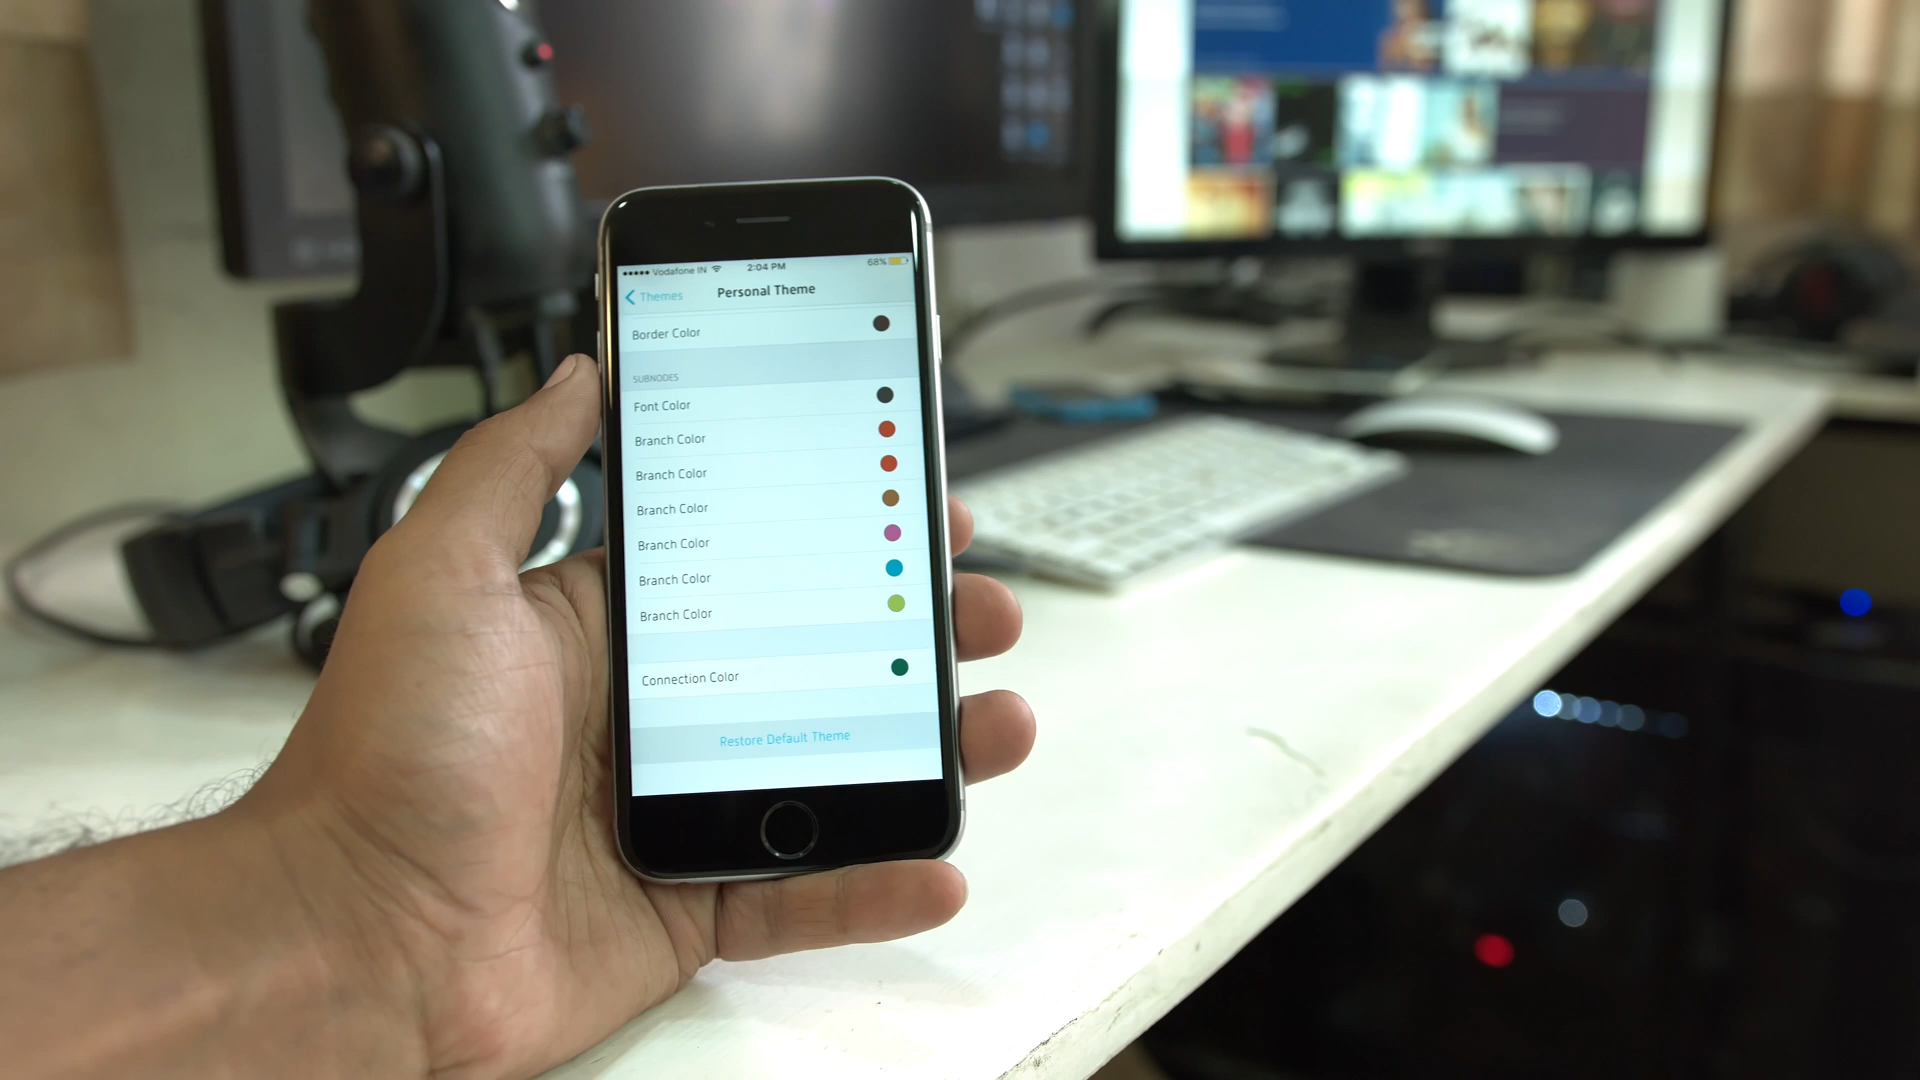 ●●●●● Vodafone IN 2:04 PM 68%
Themes Personal Theme
Border Color
SUBNODES
Font Color
Branch Color
Branch Color
Branch Color
Branch Color
Branch Color
Branch Color
Connection Color
Restore Default Theme